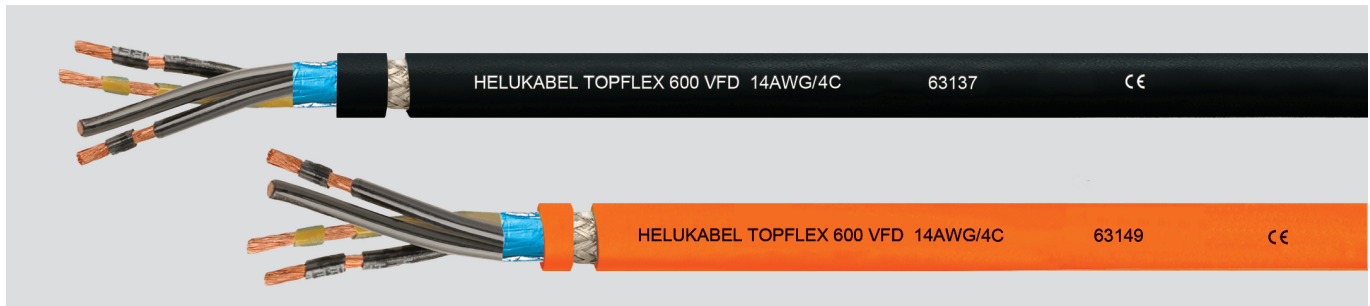 HELUKABEL TOPFLEX 600 VFD 14AWG/4C 63137 CE
HELUKABEL TOPFLEX 600 VFD 14AWG/4C 63149 CE